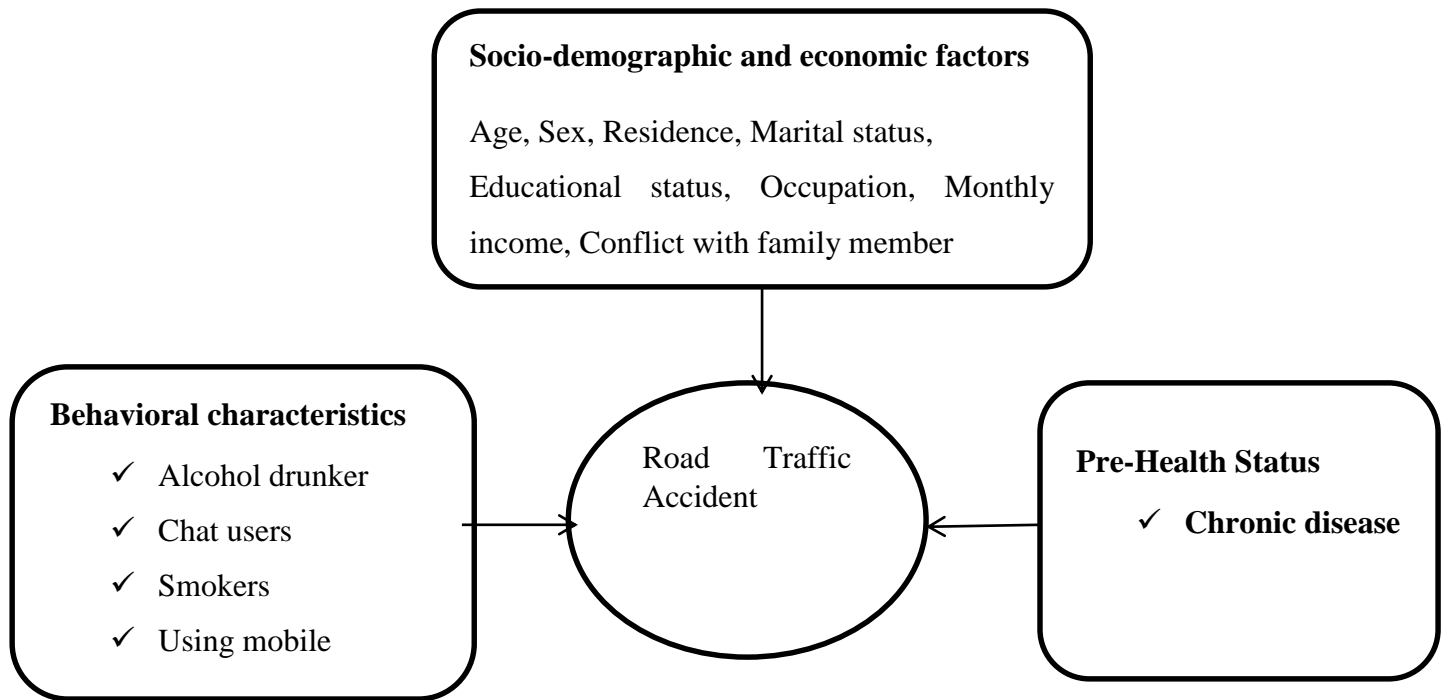 Socio-demographic and economic factors
Age, Sex, Residence, Marital status,
Educational status, Occupation, Monthly
income, Conflict with family member
Behavioral characteristics
✓ Alcohol drunker
✓ Chat users
✓ Smokers
✓ Using mobile
Road Traffic
Accident
Pre-Health Status
✓ Chronic disease